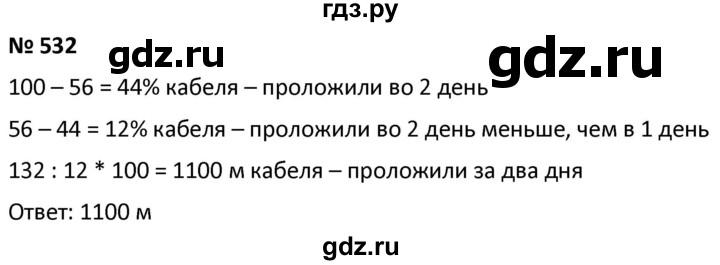 гдз.ру
№ 532
gdz.ru
gdz.ru
100 – 56 = 44% кабеля – проложили во 2 день
56 – 44 = 12% кабеля – проложили во 2 день меньше, чем в 1 день
132 : 12 * 100 = 1100 м кабеля – проложили за два дня
Ответ: 1100 м
gdz.ru